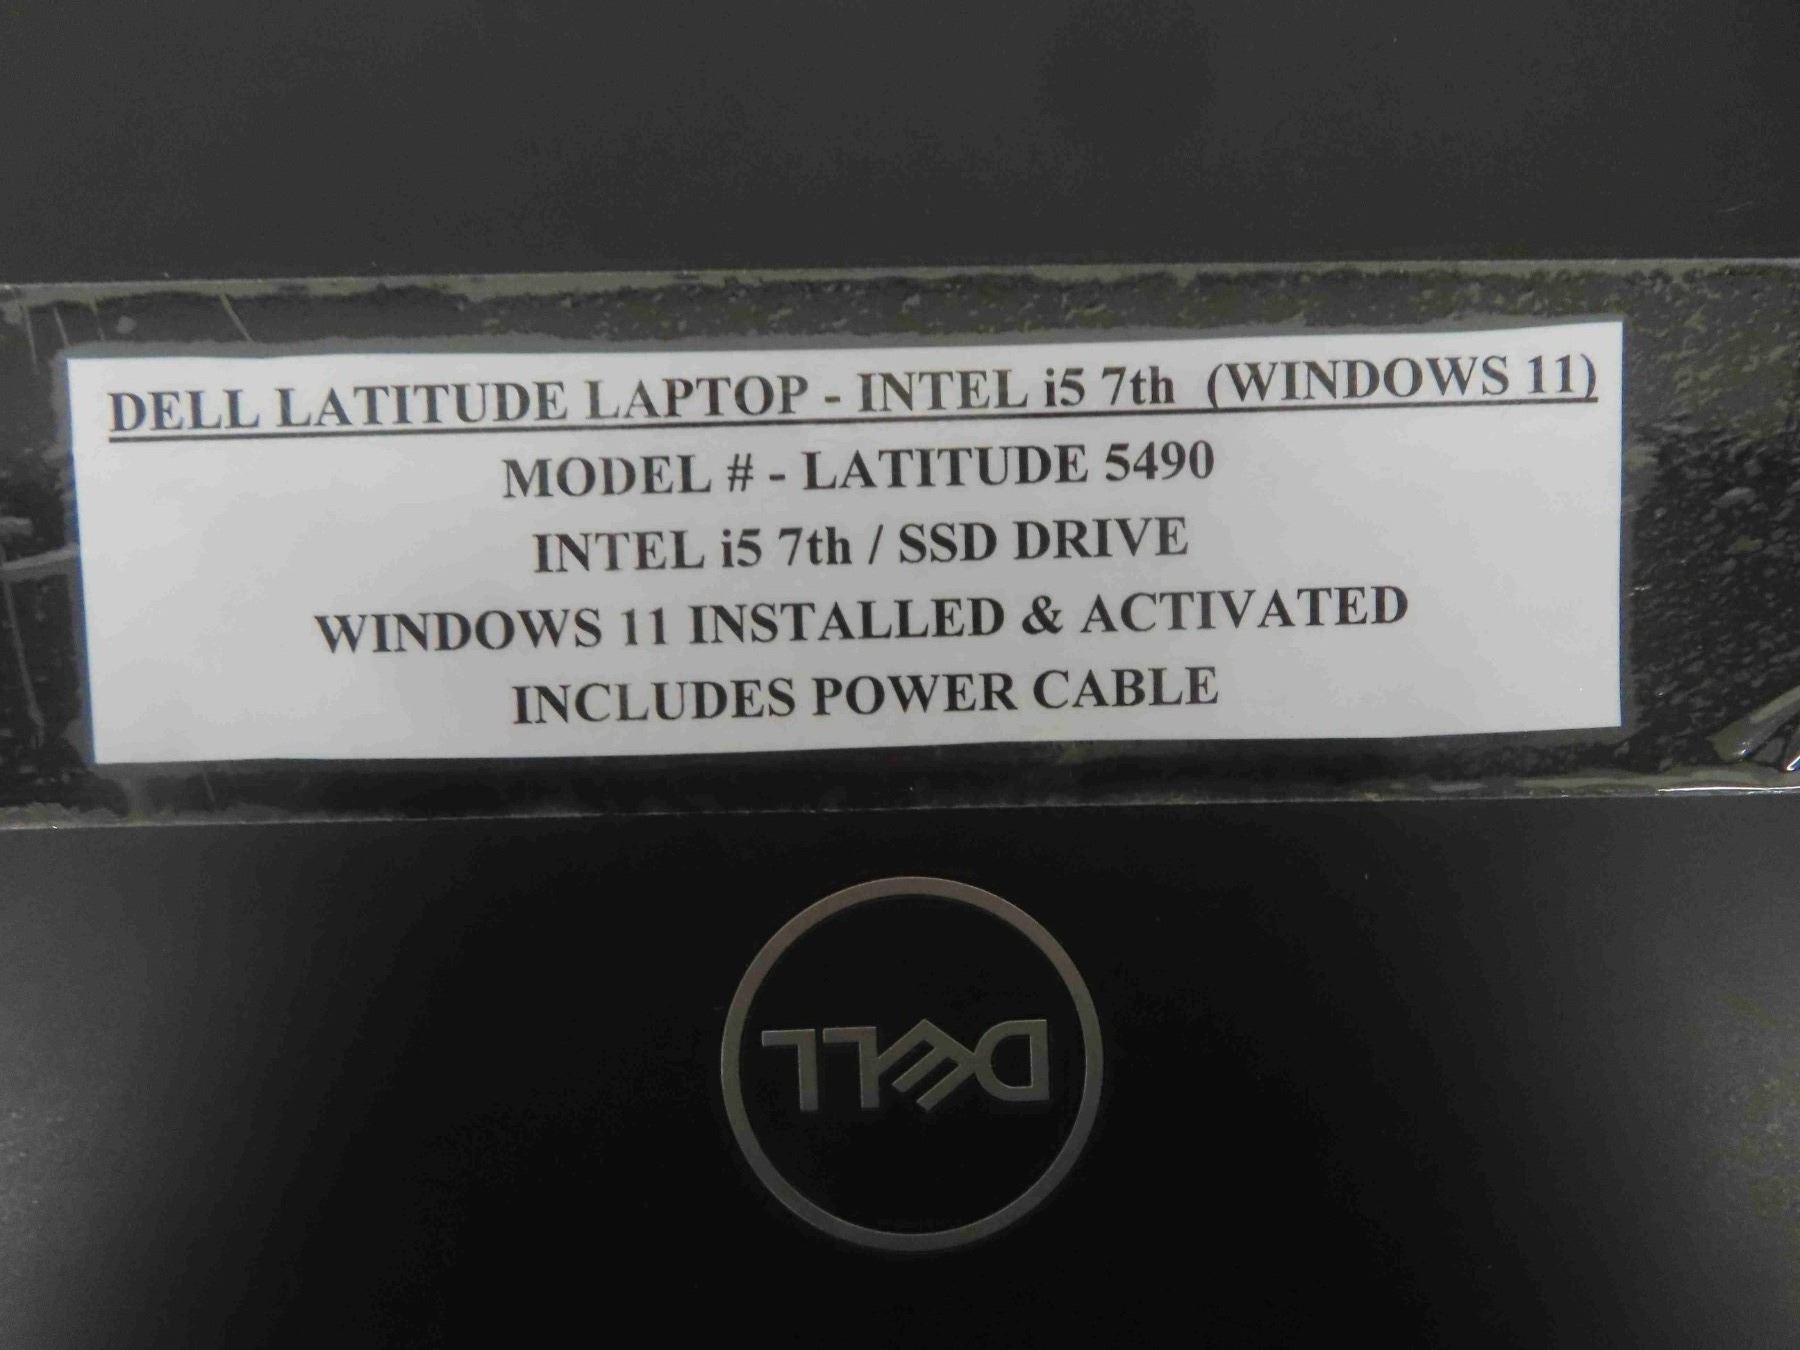 DELL LATITUDE LAPTOP - INTEL i5 7th (WINDOWS 11)
MODEL # - LATITUDE 5490
INTEL i5 7th / SSD DRIVE
WINDOWS 11 INSTALLED & ACTIVATED
INCLUDES POWER CABLE
DELL